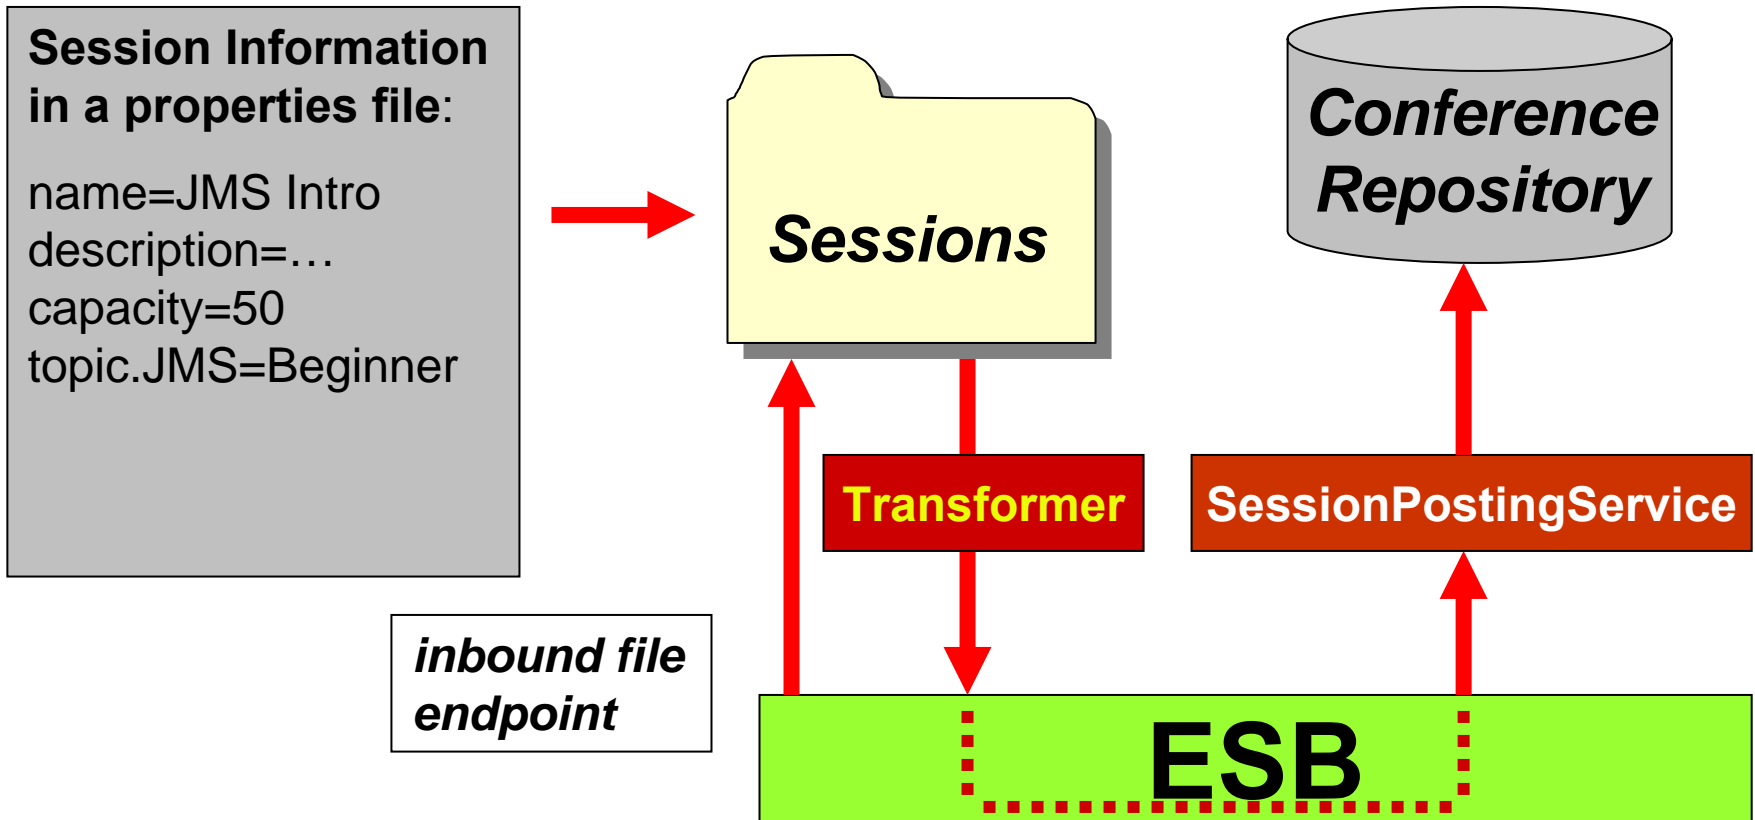 Session Information
in a properties file:
name=JMS Intro
description=…
capacity=50
topic.JMS=Beginner
Sessions
Conference
Repository
Transformer
SessionPostingService
inbound file
endpoint
ESB